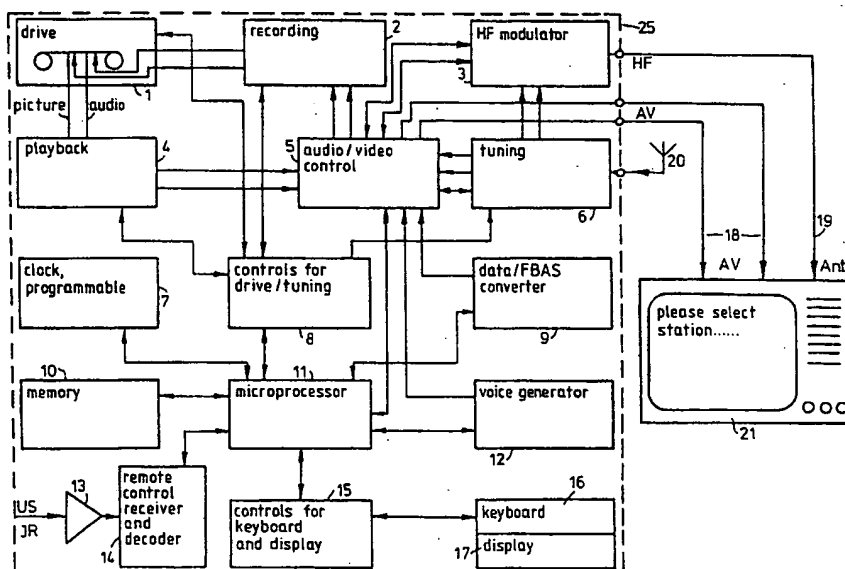 drive
recording
2
HF modulator
25
3
HF
1
picture
audio
AV
playback
4
5
audio/video
control
tuning
20
6
18
19
clock,
programmable
7
controls for
drive/tuning
8
data/FBAS
converter
9
AV
Ant
please select
station......
21
10
memory
11
microprocessor
voice generator
12
13
US
JR
remote
control
receiver
and
decoder
14
15
controls for
keyboard
and display
16
keyboard
17
display